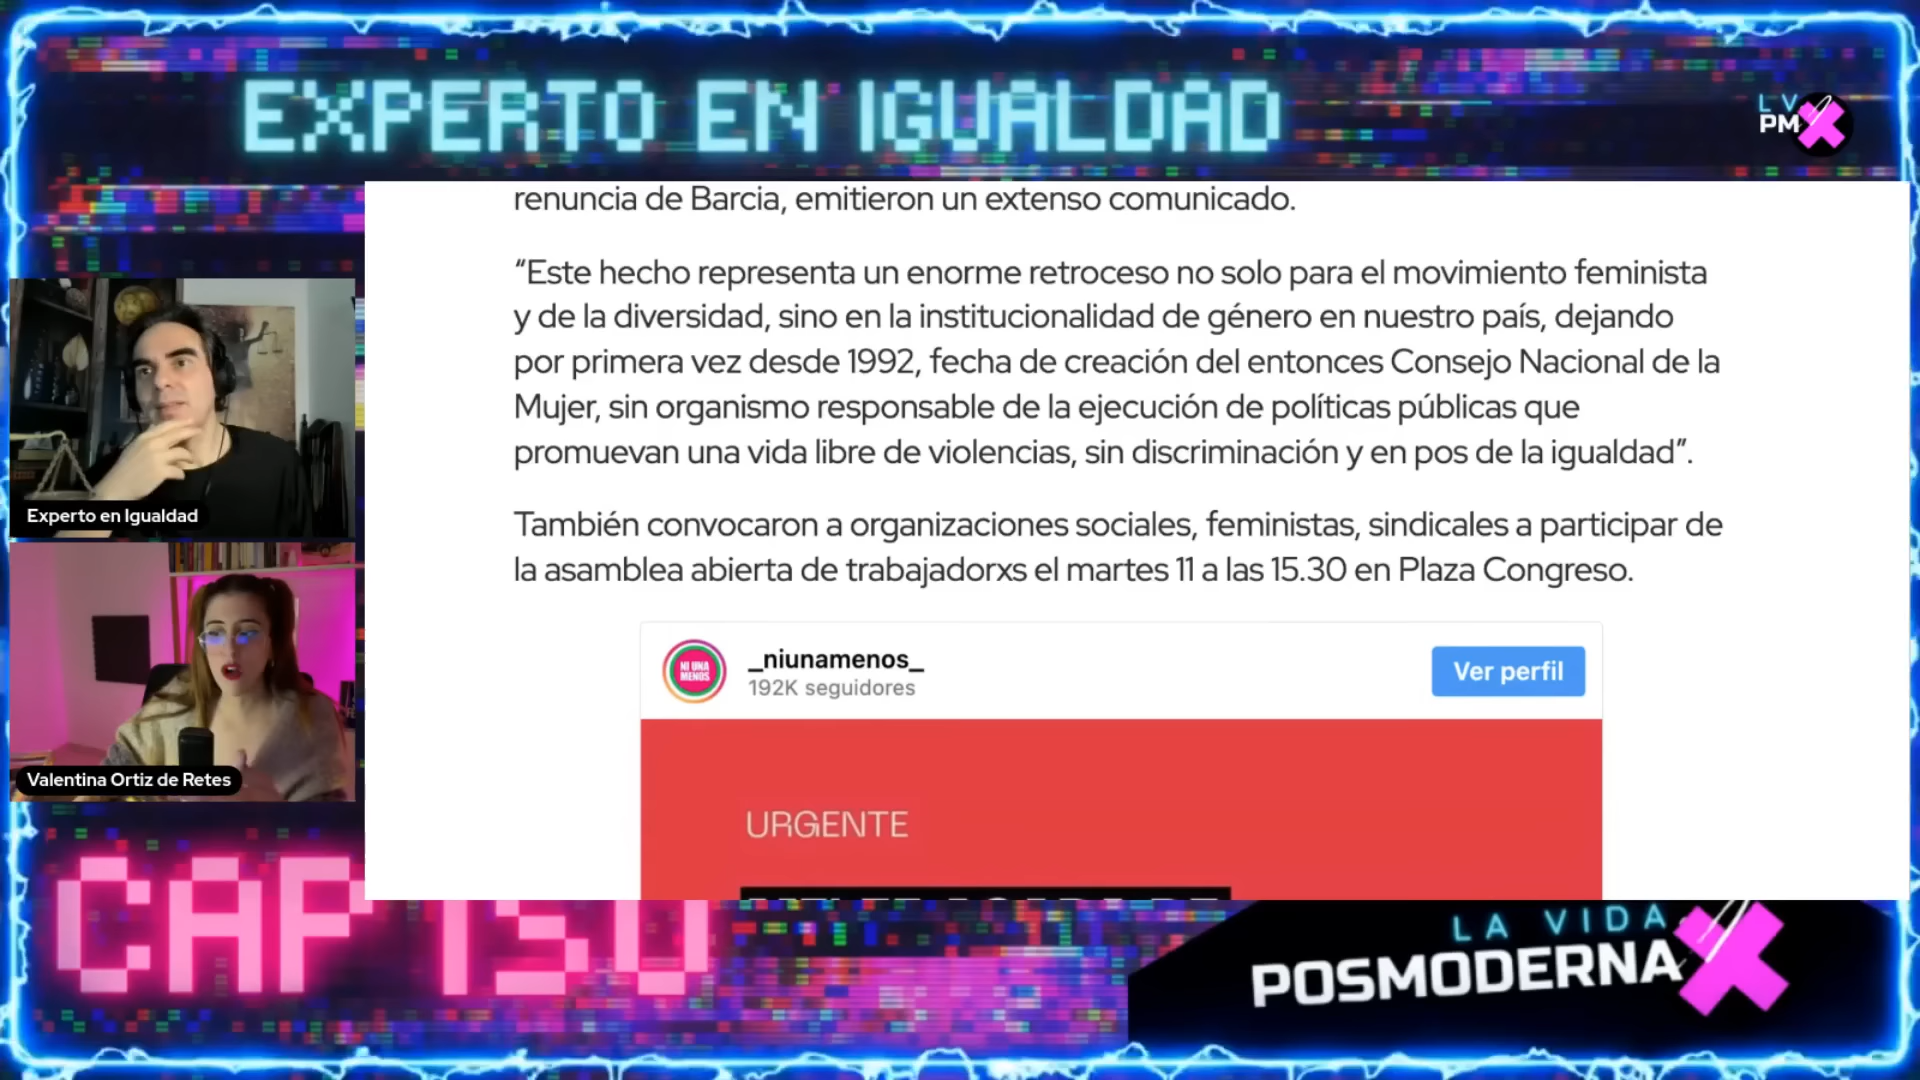 EXPERTO EN IGUALDAD
LV
PM
renuncia de Barcia, emitieron un extenso comunicado.
“Este hecho representa un enorme retroceso no solo para el movimiento feminista
y de la diversidad, sino en la institucionalidad de género en nuestro país, dejando
por primera vez desde 1992, fecha de creación del entonces Consejo Nacional de la
Mujer, sin organismo responsable de la ejecución de políticas públicas que
promuevan una vida libre de violencias, sin discriminación y en pos de la igualdad”.
También convocaron a organizaciones sociales, feministas, sindicales a participar de
la asamblea abierta de trabajadorxs el martes 11 a las 15.30 en Plaza Congreso.
NI UNA
MENOS
_niunamenos_
192K seguidores
Ver perfil
URGENTE
Experto en Igualdad
Valentina Ortiz de Retes
CAP 150
LA VIDA
POSMODERNA